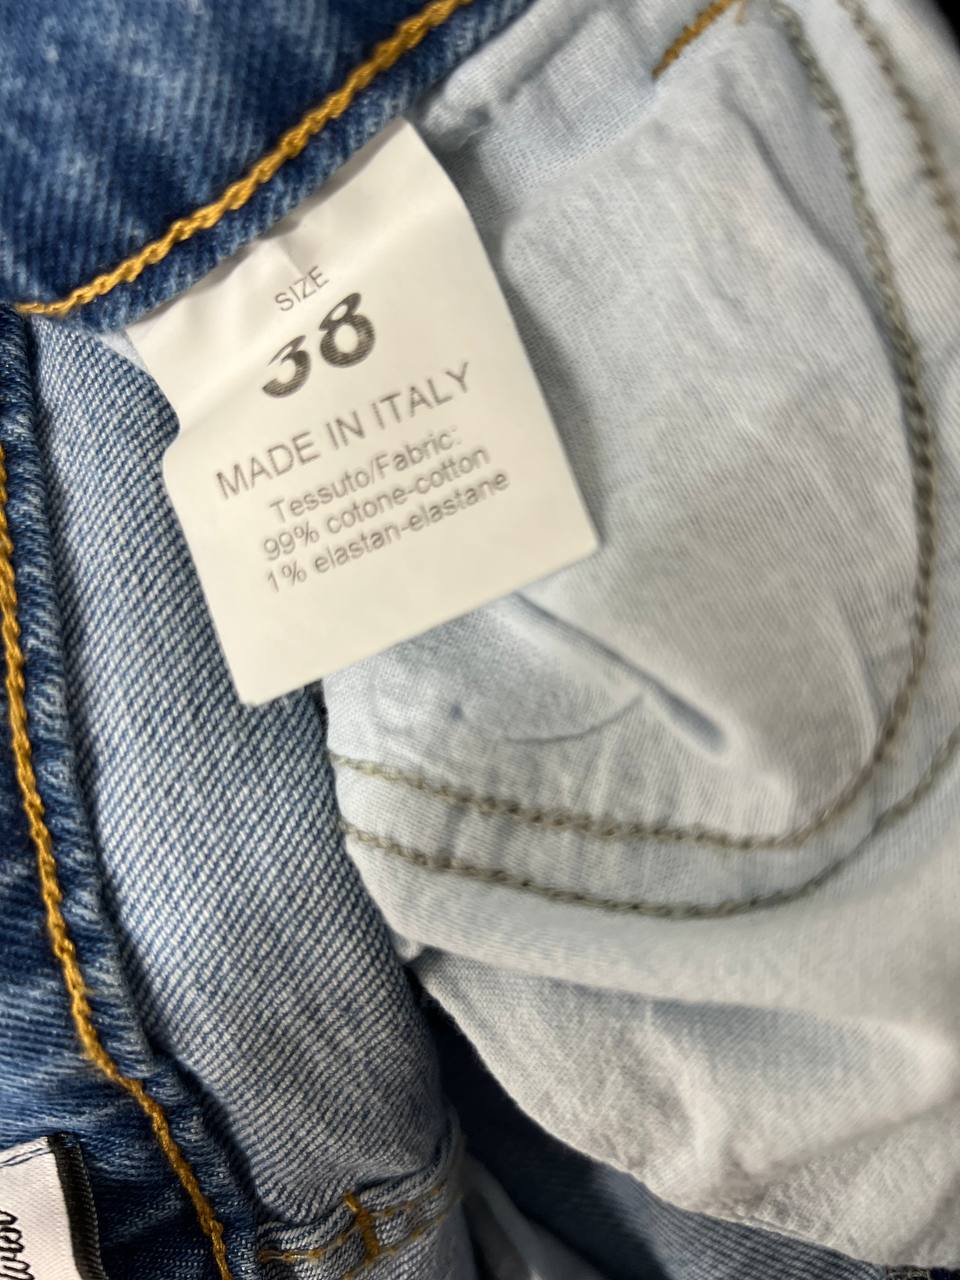 SIZE
38
MADE IN ITALY
Tessuto/Fabric:
99% cotone-cotton
1% elastan-elastane